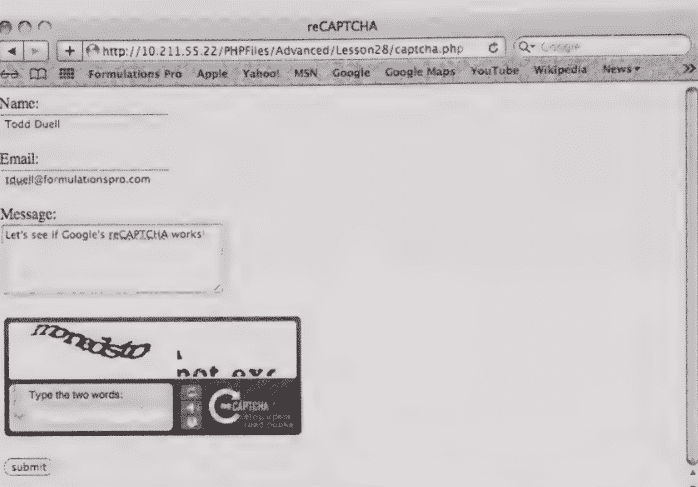 reCAPTCHA
http://10.211.55.22/PHPFiles/Advanced/Lesson28/captcha.php
Google
Formulations Pro Apple Yahoo! MSN Google Google Maps YouTube Wikipedia News
Name:
Todd Duell
Email:
tduell@formulationspro.com
Message:
Let's see if Google's reCAPTCHA works!
Type the two words:
reCAPTCHA
submit